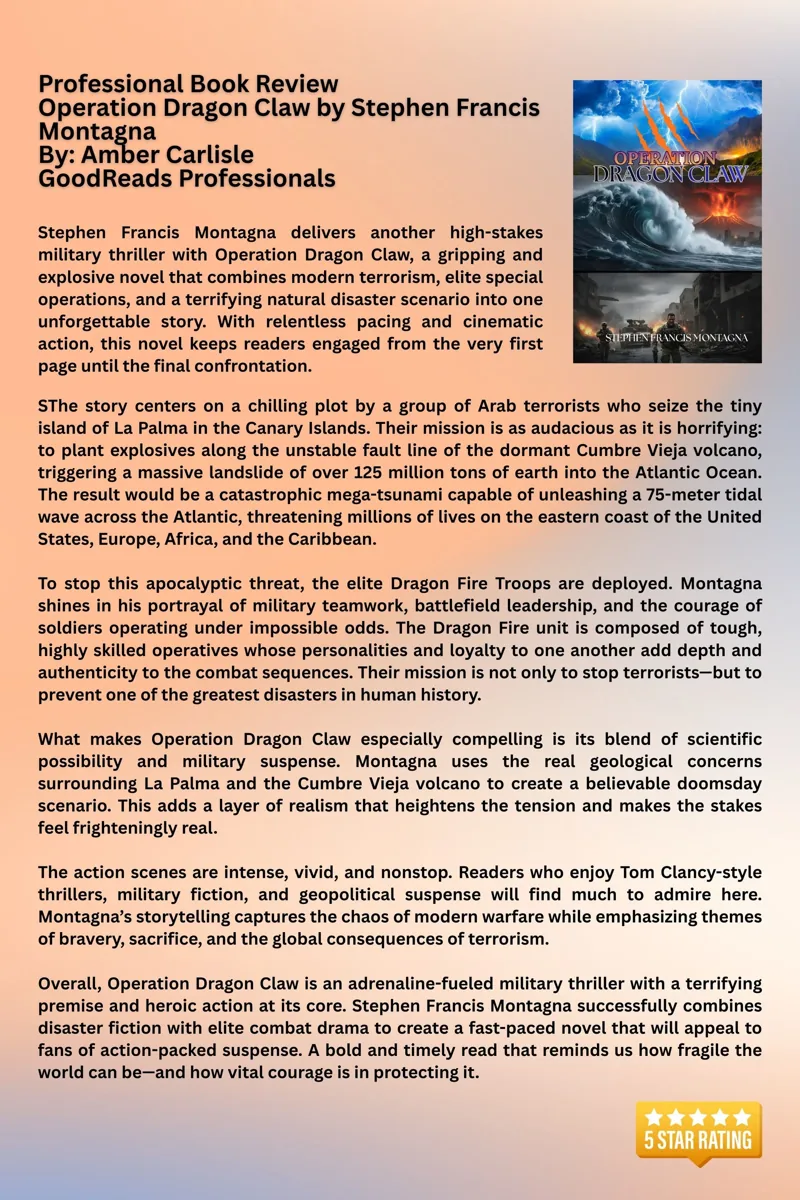 Professional Book Review
Operation Dragon Claw by Stephen Francis
Montagna
By: Amber Carlisle
GoodReads Professionals
OPERATION
DRAGON CLAW
STEPHEN FRANCIS MONTAGNA
Stephen Francis Montagna delivers another high-stakes
military thriller with Operation Dragon Claw, a gripping and
explosive novel that combines modern terrorism, elite special
operations, and a terrifying natural disaster scenario into one
unforgettable story. With relentless pacing and cinematic
action, this novel keeps readers engaged from the very first
page until the final confrontation.
SThe story centers on a chilling plot by a group of Arab terrorists who seize the tiny
island of La Palma in the Canary Islands. Their mission is as audacious as it is horrifying:
to plant explosives along the unstable fault line of the dormant Cumbre Vieja volcano,
triggering a massive landslide of over 125 million tons of earth into the Atlantic Ocean.
The result would be a catastrophic mega-tsunami capable of unleashing a 75-meter tidal
wave across the Atlantic, threatening millions of lives on the eastern coast of the United
States, Europe, Africa, and the Caribbean.
To stop this apocalyptic threat, the elite Dragon Fire Troops are deployed. Montagna
shines in his portrayal of military teamwork, battlefield leadership, and the courage of
soldiers operating under impossible odds. The Dragon Fire unit is composed of tough,
highly skilled operatives whose personalities and loyalty to one another add depth and
authenticity to the combat sequences. Their mission is not only to stop terrorists—but to
prevent one of the greatest disasters in human history.
What makes Operation Dragon Claw especially compelling is its blend of scientific
possibility and military suspense. Montagna uses the real geological concerns
surrounding La Palma and the Cumbre Vieja volcano to create a believable doomsday
scenario. This adds a layer of realism that heightens the tension and makes the stakes
feel frighteningly real.
The action scenes are intense, vivid, and nonstop. Readers who enjoy Tom Clancy-style
thrillers, military fiction, and geopolitical suspense will find much to admire here.
Montagna’s storytelling captures the chaos of modern warfare while emphasizing themes
of bravery, sacrifice, and the global consequences of terrorism.
Overall, Operation Dragon Claw is an adrenaline-fueled military thriller with a terrifying
premise and heroic action at its core. Stephen Francis Montagna successfully combines
disaster fiction with elite combat drama to create a fast-paced novel that will appeal to
fans of action-packed suspense. A bold and timely read that reminds us how fragile the
world can be—and how vital courage is in protecting it.
5 STAR RATING